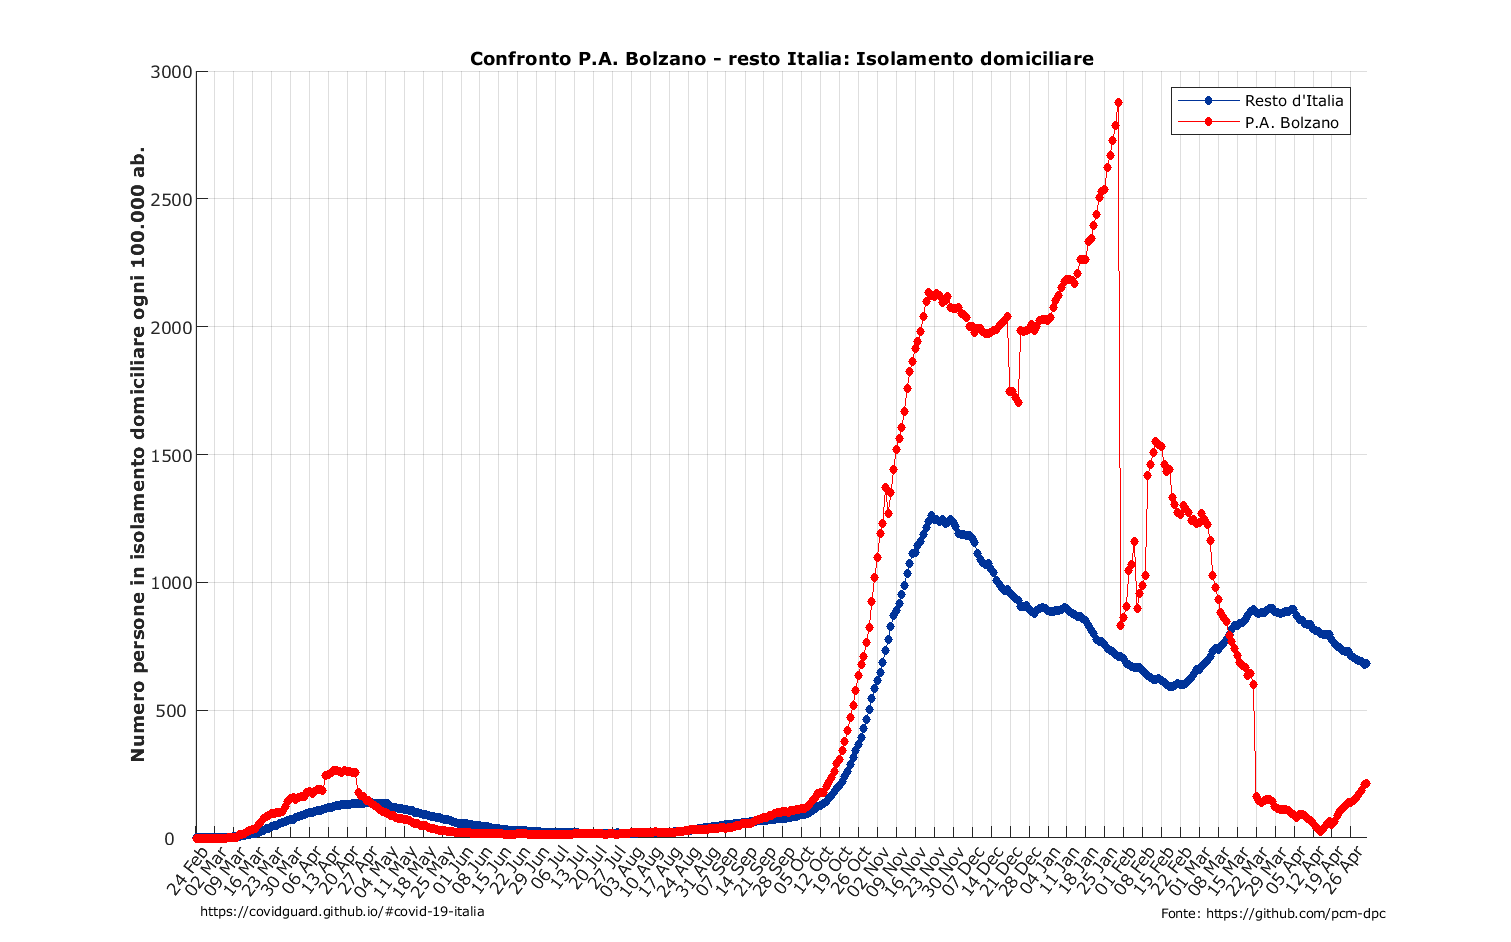 Confronto P.A. Bolzano - resto Italia: Isolamento domiciliare
Numero persone in isolamento domiciliare ogni 100.000 ab.
3000
2500
2000
1500
1000
500
0
Resto d'Italia
P.A. Bolzano
24 Feb
02 Mar
09 Mar
16 Mar
23 Mar
30 Mar
06 Apr
13 Apr
20 Apr
27 Apr
04 May
11 May
18 May
25 May
01 Jun
08 Jun
15 Jun
22 Jun
29 Jun
06 Jul
13 Jul
20 Jul
27 Jul
03 Aug
10 Aug
17 Aug
24 Aug
31 Aug
07 Sep
14 Sep
21 Sep
28 Sep
05 Oct
12 Oct
19 Oct
26 Oct
02 Nov
09 Nov
16 Nov
23 Nov
30 Nov
07 Dec
14 Dec
21 Dec
28 Dec
04 Jan
11 Jan
18 Jan
25 Jan
01 Feb
08 Feb
15 Feb
22 Feb
01 Mar
08 Mar
15 Mar
22 Mar
29 Mar
05 Apr
12 Apr
19 Apr
26 Apr
https://covidguard.github.io/#covid-19-italia
Fonte: https://github.com/pcm-dpc